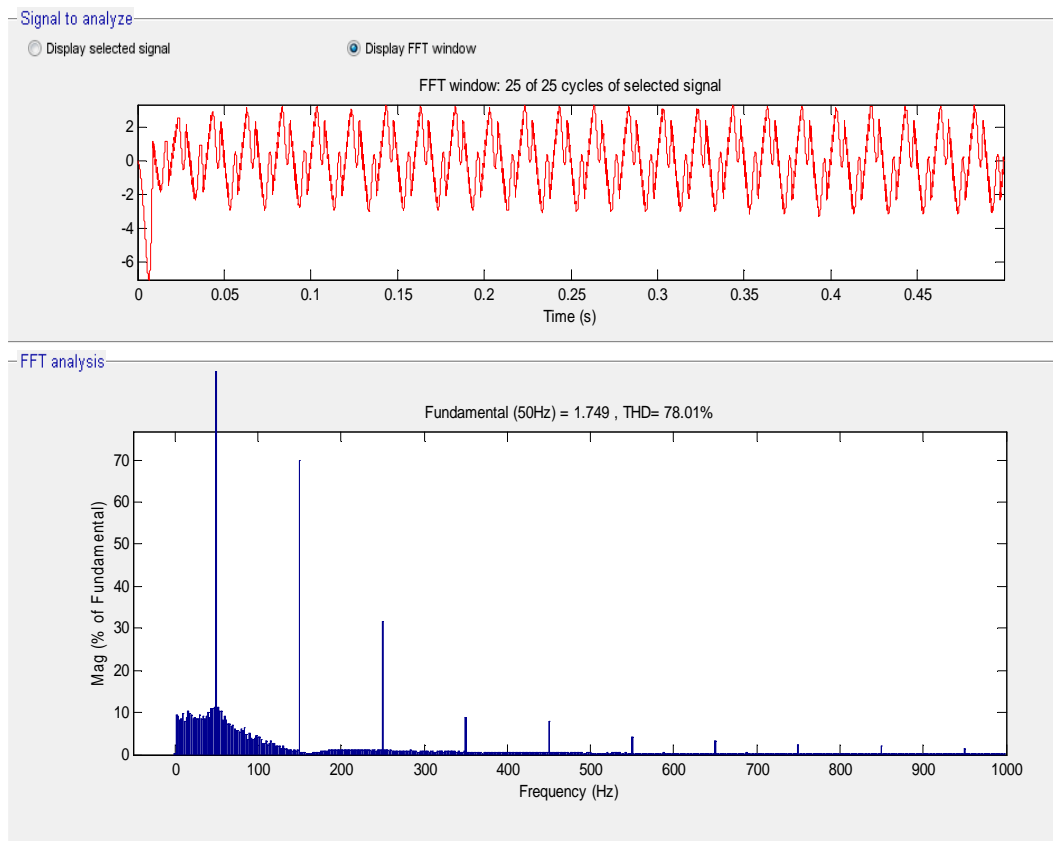 Signal to analyze
Display selected signal Display FFT window
FFT window: 25 of 25 cycles of selected signal
2
0
-2
-4
-6
0 0.05 0.1 0.15 0.2 0.25 0.3 0.35 0.4 0.45
Time (s)
FFT analysis
Fundamental (50Hz) = 1.749 , THD= 78.01%
Mag (% of Fundamental)
70
60
50
40
30
20
10
0
0 100 200 300 400 500 600 700 800 900 1000
Frequency (Hz)